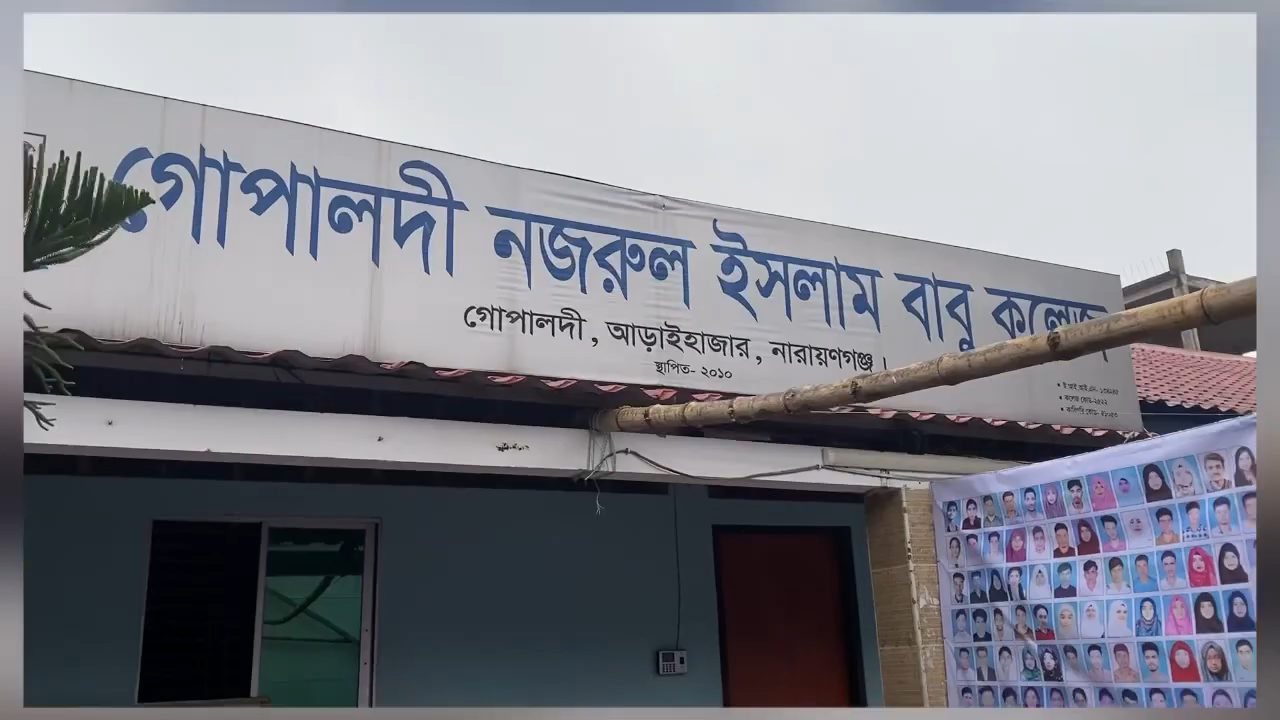 গোপালদী নজরুল ইসলাম বাবু কলেজ
গোপালদী, আড়াইহাজার, নারায়ণগঞ্জ।
স্থাপিত- ২০১০